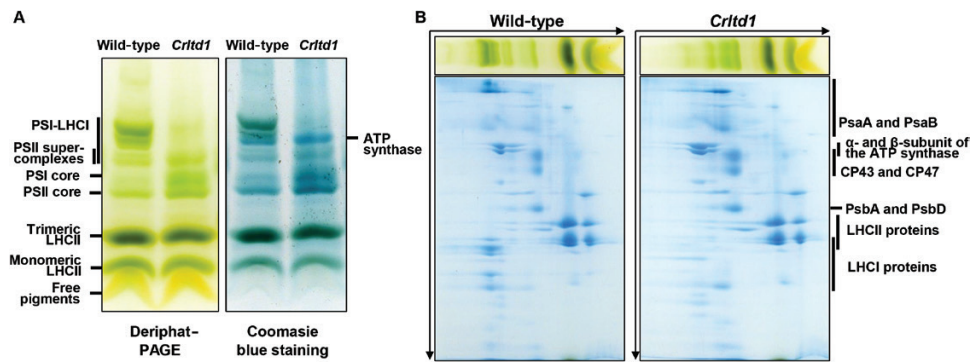 A
Wild-type Crltd1 Wild-type Crltd1
PSI-LHCI
PSII super-
complexes
PSI core
PSII core
Trimeric
LHCII
Monomeric
LHCII
Free
pigments
ATP
synthase
Deriphat–
PAGE
Coomasie
blue staining
B
Wild-type Crltd1
PsaA and PsaB
α- and β-subunit of
the ATP synthase
CP43 and CP47
PsbA and PsbD
LHCII proteins
LHCI proteins